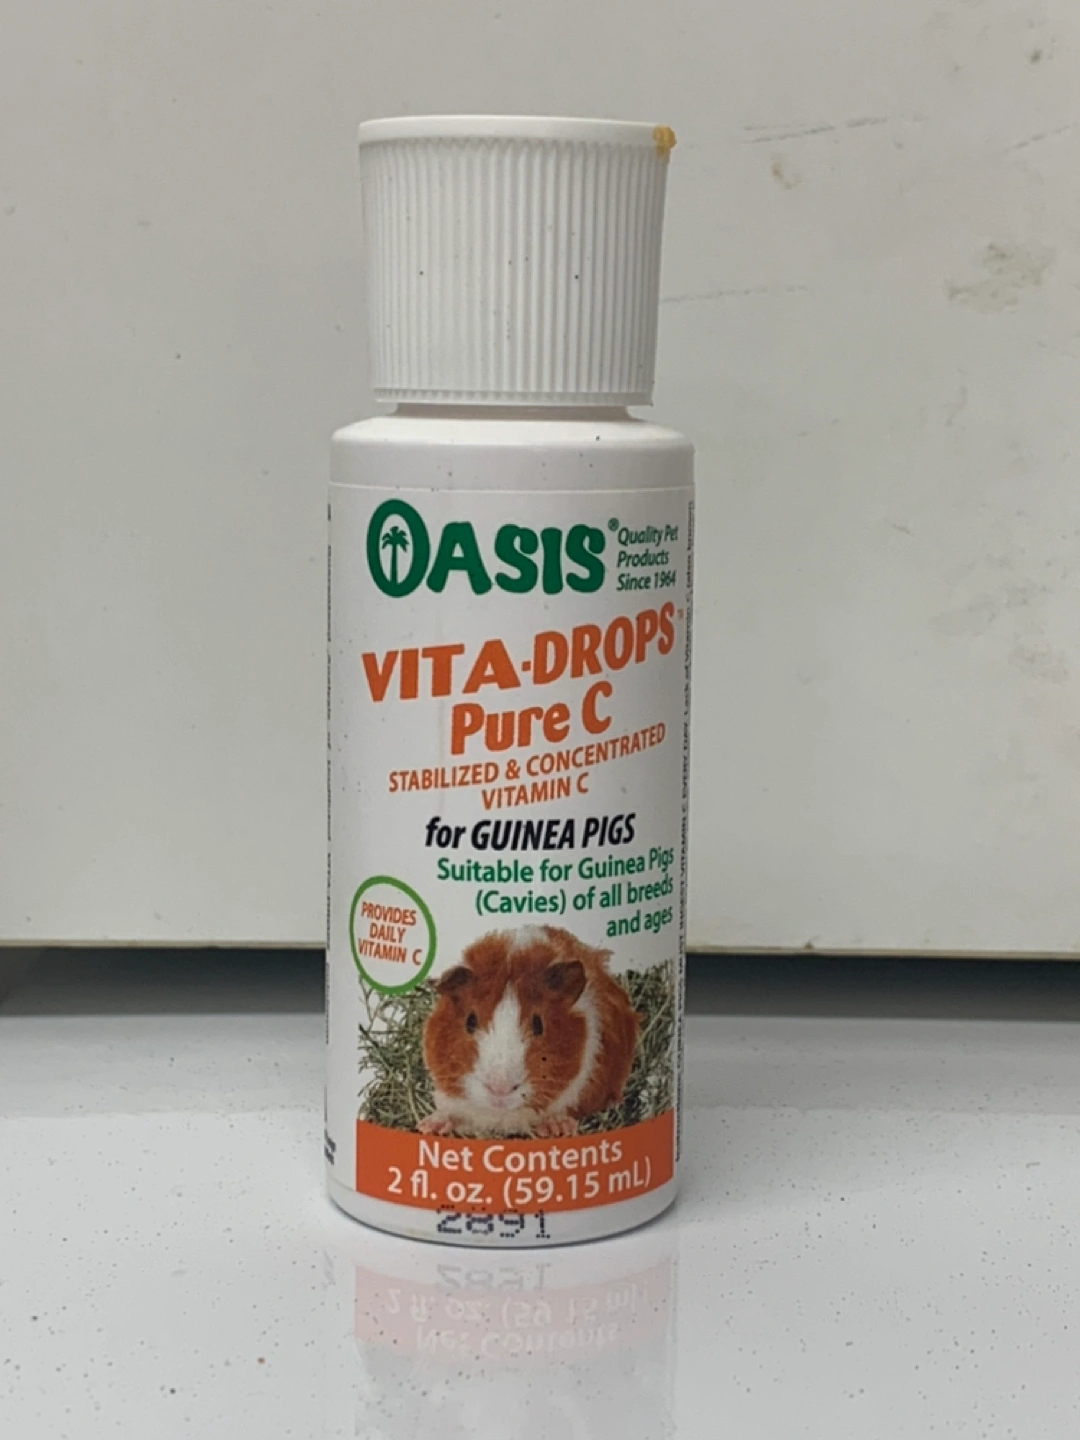 OASIS®
Quality Pet
Products
Since 1964
VITA-DROPS™
Pure C
STABILIZED & CONCENTRATED
VITAMIN C
for GUINEA PIGS
Suitable for Guinea Pigs
(Cavies) of all breeds
and ages
PROVIDES
DAILY
VITAMIN C
Net Contents
2 fl. oz. (59.15 mL)
2891